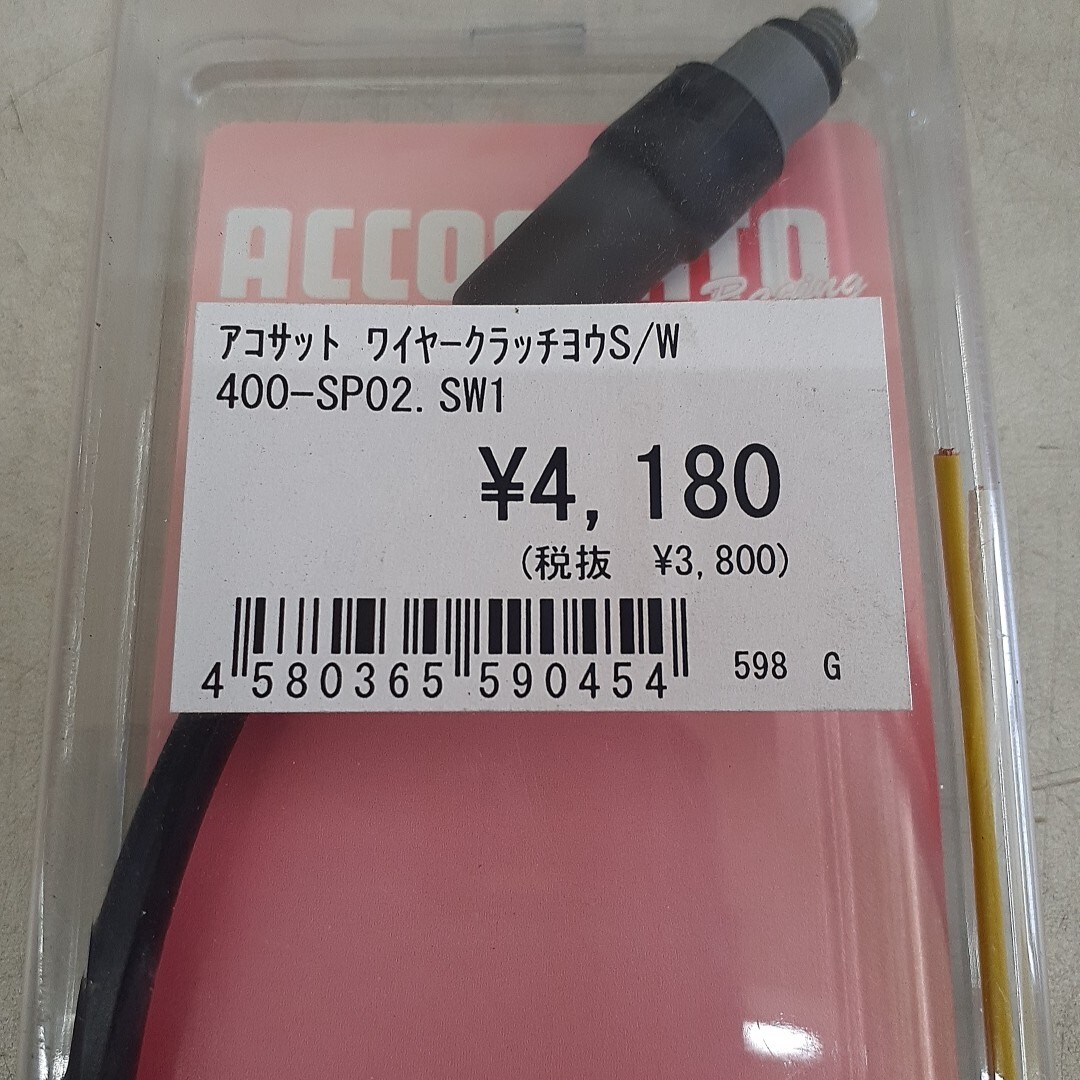 Racing
アコサット ワイヤークラッチヨウS/W
400-SP02. SW1
¥4, 180
(税抜 ¥3, 800)
4 580365 590454
598 G